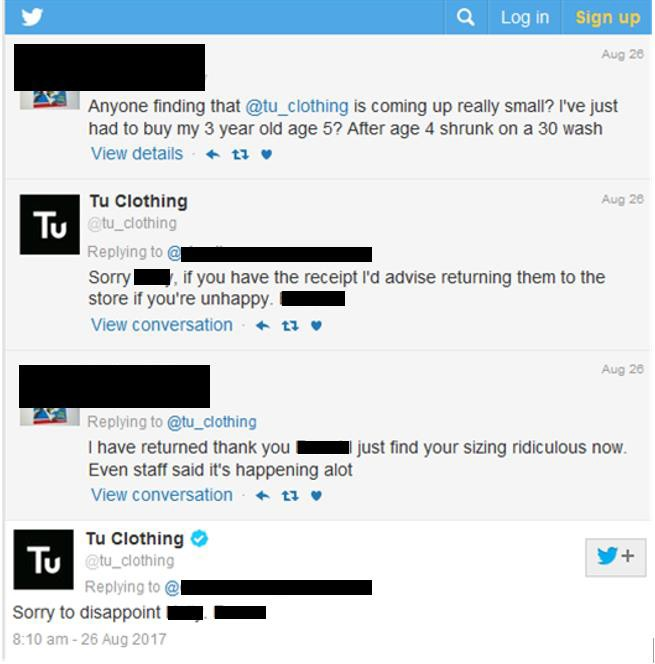 Log in Sign up
Aug 26
Anyone finding that @tu_clothing is coming up really small? I've just
had to buy my 3 year old age 5? After age 4 shrunk on a 30 wash
View details
Tu
Tu Clothing
Aug 26
@tu_clothing
Replying to @
Sorry , if you have the receipt I'd advise returning them to the
store if you're unhappy.
View conversation
Aug 26
Replying to @tu_clothing
I have returned thank you I just find your sizing ridiculous now.
Even staff said it's happening alot
View conversation
Tu
Tu Clothing
@tu_clothing
+
Replying to @
Sorry to disappoint .
8:10 am - 26 Aug 2017